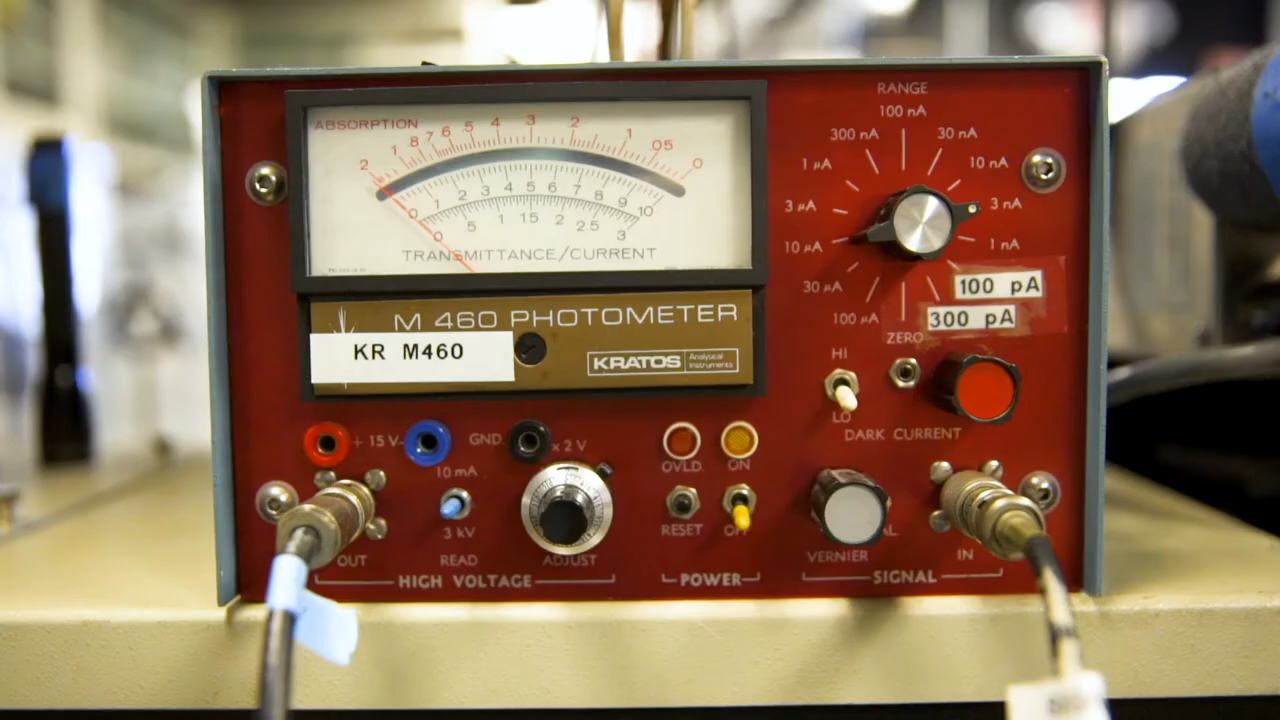 ABSORPTION
2 1 8 7 6 5 4 3 2 1 05 0
0 1 2 3 4 5 6 7 8 9 10
0 5 1 15 2 2.5 3
TRANSMITTANCE/CURRENT
M 460 PHOTOMETER
KR M460
KRATOS
Analytical
Instruments
RANGE
100 nA
300 nA
30 nA
1 µA
10 nA
3 µA
3 nA
10 µA
1 nA
30 µA
100 pA
100 µA
300 pA
ZERO
HI
LO
DARK CURRENT
+ 15 V-
GND
x 2 V
10 mA
3 kV
OUT
READ
ADJUST
HIGH VOLTAGE
OVLD.
ON
RESET
OFF
POWER
VERNIER
AL.
IN
SIGNAL